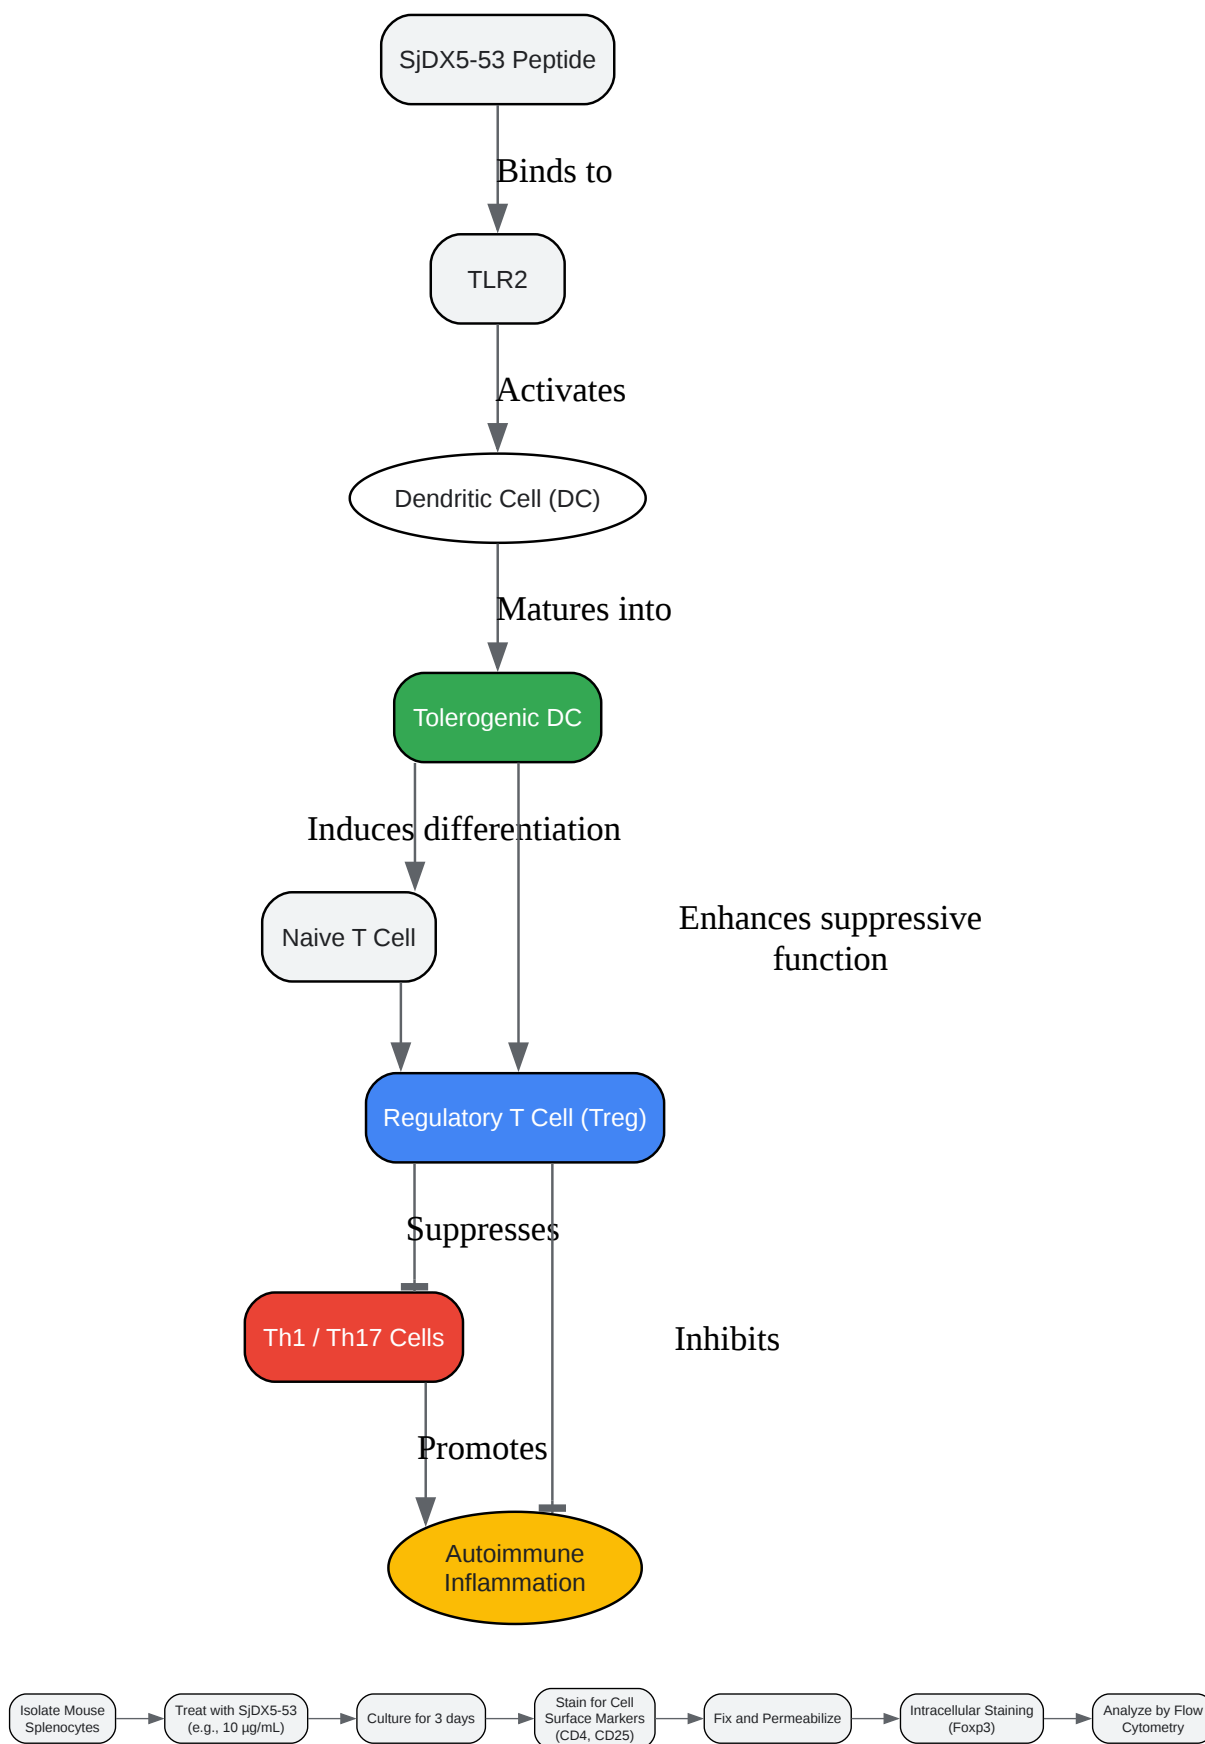 SjDX5-53 Peptide
Binds to
TLR2
Activates
Dendritic Cell (DC)
Matures into
Tolerogenic DC
Induces differentiation
Enhances suppressive
function
Naive T Cell
Regulatory T Cell (Treg)
Suppresses
Th1 / Th17 Cells
Inhibits
Promotes
Autoimmune
Inflammation
Isolate Mouse
Splenocytes
Treat with SjDX5-53
(e.g., 10 µg/mL)
Culture for 3 days
Stain for Cell
Surface Markers
(CD4, CD25)
Fix and Permeabilize
Intracellular Staining
(Foxp3)
Analyze by Flow
Cytometry